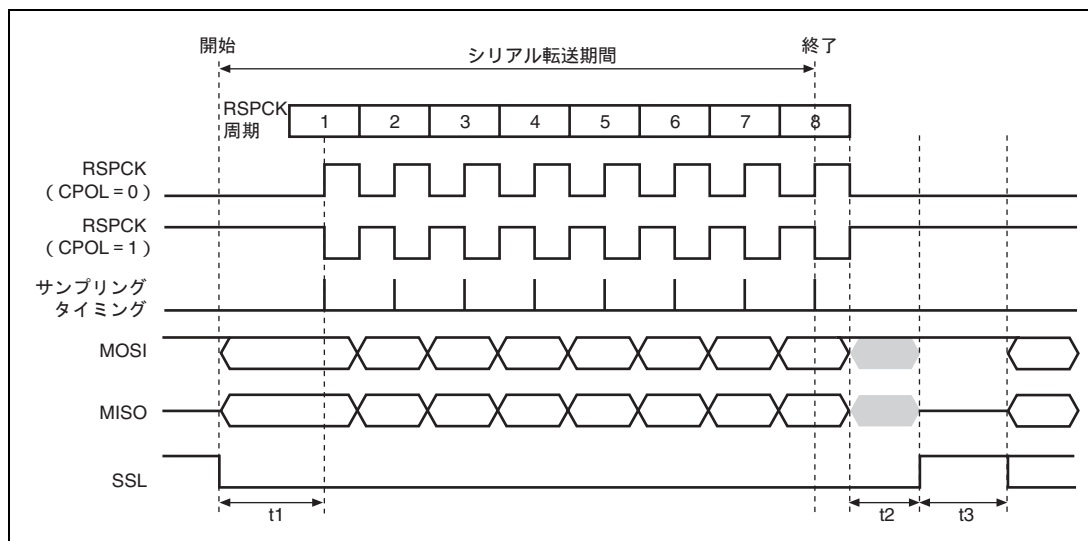 開始
終了
シリアル転送期間
RSPCK
周期
1 2 3 4 5 6 7 8
RSPCK
(CPOL = 0)
RSPCK
(CPOL = 1)
サンプリング
タイミング
MOSI
MISO
SSL
t1
t2
t3